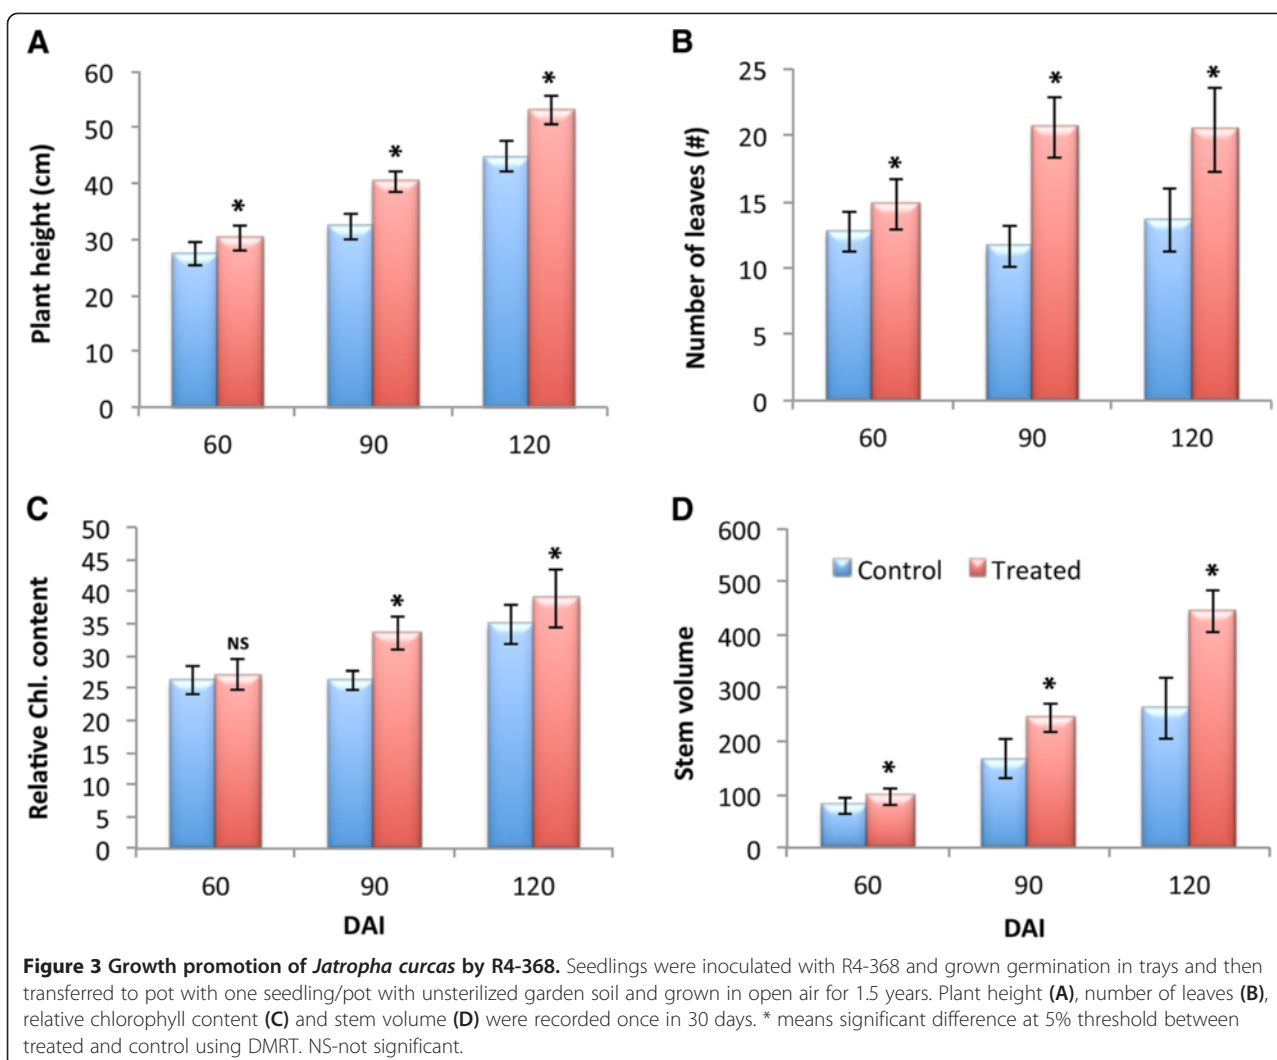 A
Plant height (cm)
60
50
40
30
20
10
0
*
*
*
60 90 120
B
Number of leaves (#)
25
20
15
10
5
0
*
*
*
60 90 120
C
Relative Chl. content
50
45
40
35
30
25
20
15
10
5
0
NS
*
*
60 90 120
DAI
D
Stem volume
600
500
400
300
200
100
0
Control Treated
*
*
*
60 90 120
DAI
Figure 3 Growth promotion of Jatropha curcas by R4-368. Seedlings were inoculated with R4-368 and grown germination in trays and then
transferred to pot with one seedling/pot with unsterilized garden soil and grown in open air for 1.5 years. Plant height (A), number of leaves (B),
relative chlorophyll content (C) and stem volume (D) were recorded once in 30 days. * means significant difference at 5% threshold between
treated and control using DMRT. NS-not significant.